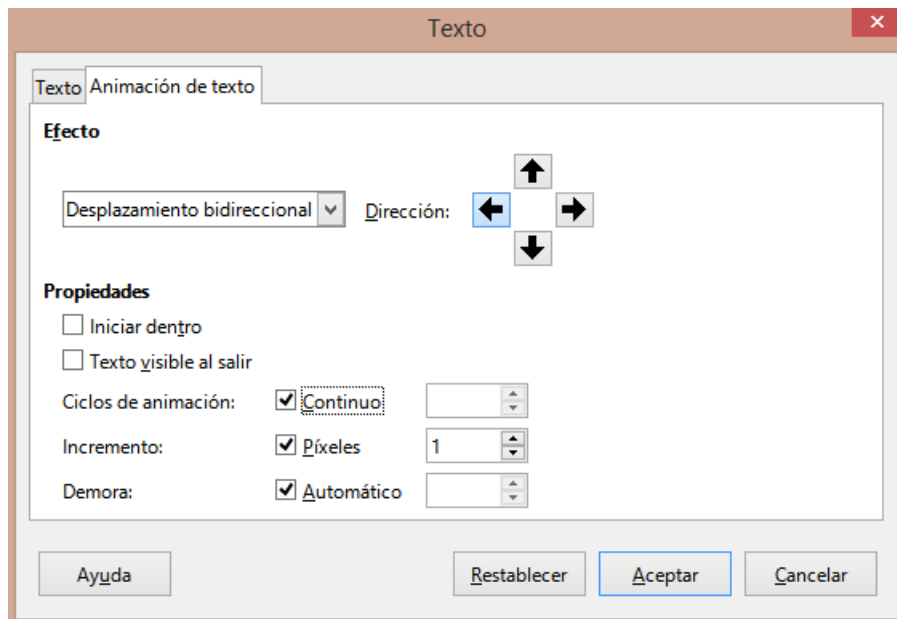 Texto
Texto Animación de texto
Efecto
Desplazamiento bidireccional Dirección:
Propiedades
Iniciar dentro
Texto visible al salir
Ciclos de animación: Continuo
Incremento: Píxeles 1
Demora: Automático
Ayuda Restablecer Aceptar Cancelar